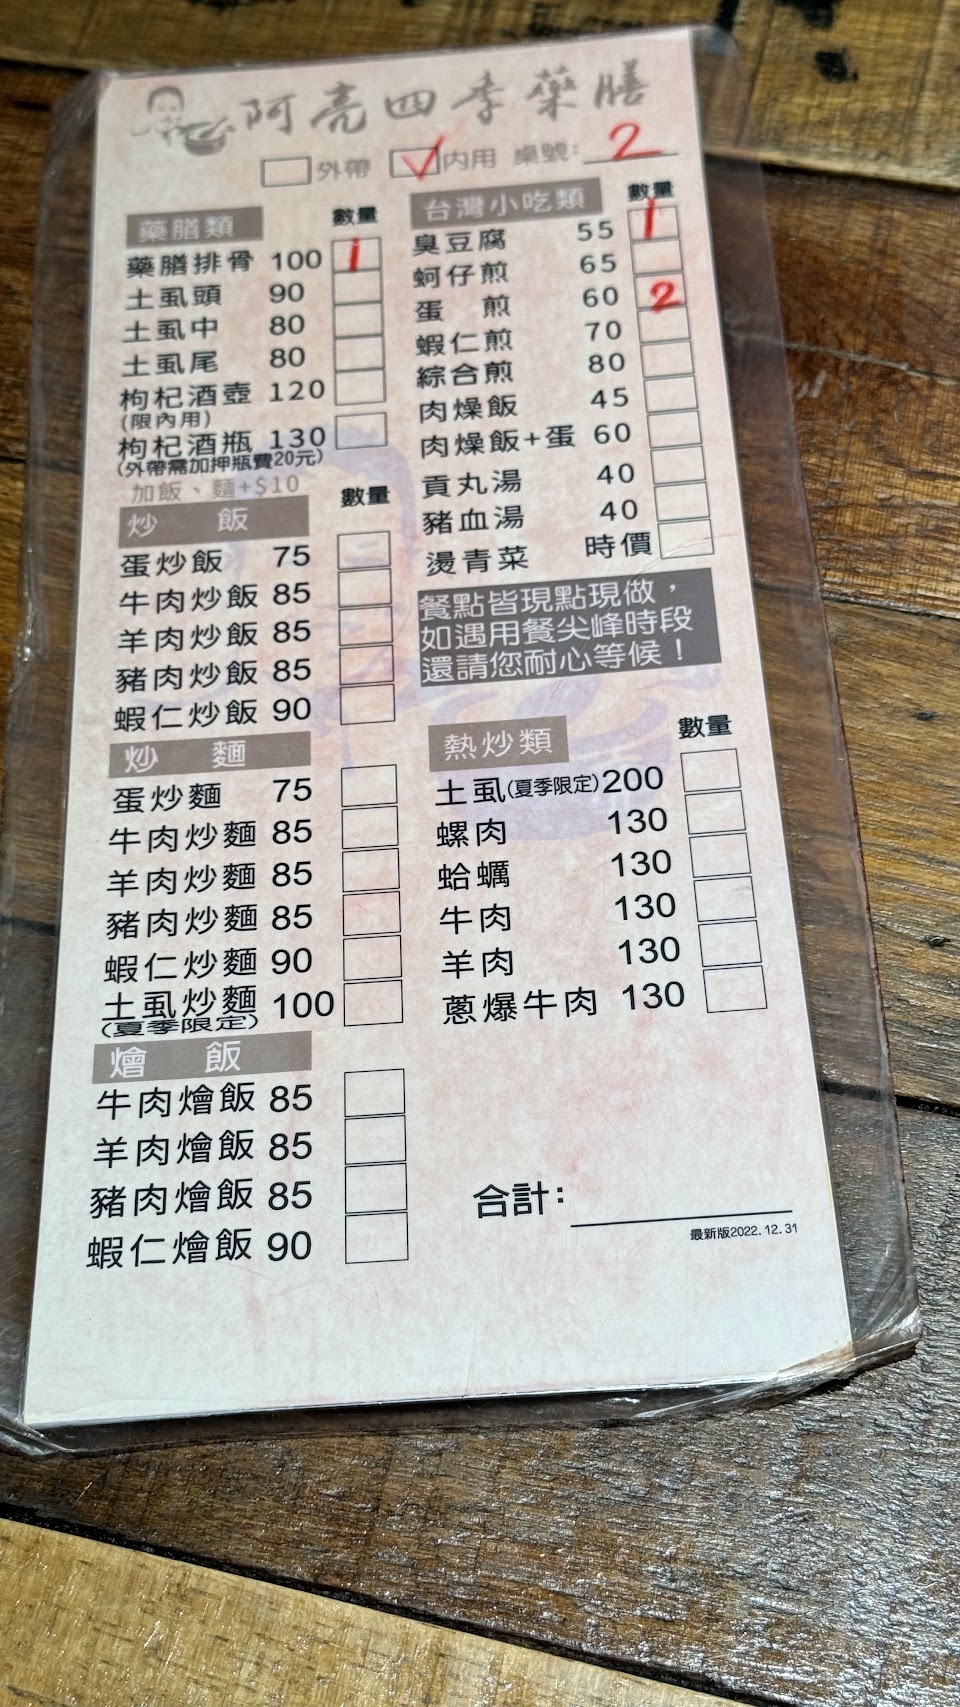 阿亮四季藥膳
外帶 ✓內用 桌號: 2
藥膳類 數量
藥膳排骨 100 1
土虱頭 90
土虱中 80
土虱尾 80
枸杞酒壺 120
(限內用)
枸杞酒瓶 130
(外帶需加押瓶費20元)
加飯、麵+$10
炒 飯 數量
蛋炒飯 75
牛肉炒飯 85
羊肉炒飯 85
豬肉炒飯 85
蝦仁炒飯 90
炒 麵
蛋炒麵 75
牛肉炒麵 85
羊肉炒麵 85
豬肉炒麵 85
蝦仁炒麵 90
土虱炒麵 100
(夏季限定)
燴 飯
牛肉燴飯 85
羊肉燴飯 85
豬肉燴飯 85
蝦仁燴飯 90
台灣小吃類 數量
臭豆腐 55 1
蚵仔煎 65
蛋 煎 60 2
蝦仁煎 70
綜合煎 80
肉燥飯 45
肉燥飯+蛋 60
貢丸湯 40
豬血湯 40
燙青菜 時價
餐點皆現點現做，
如遇用餐尖峰時段
還請您耐心等候！
熱炒類 數量
土虱(夏季限定) 200
螺肉 130
蛤蠣 130
牛肉 130
羊肉 130
蔥爆牛肉 130
合計:
最新版2022.12.31